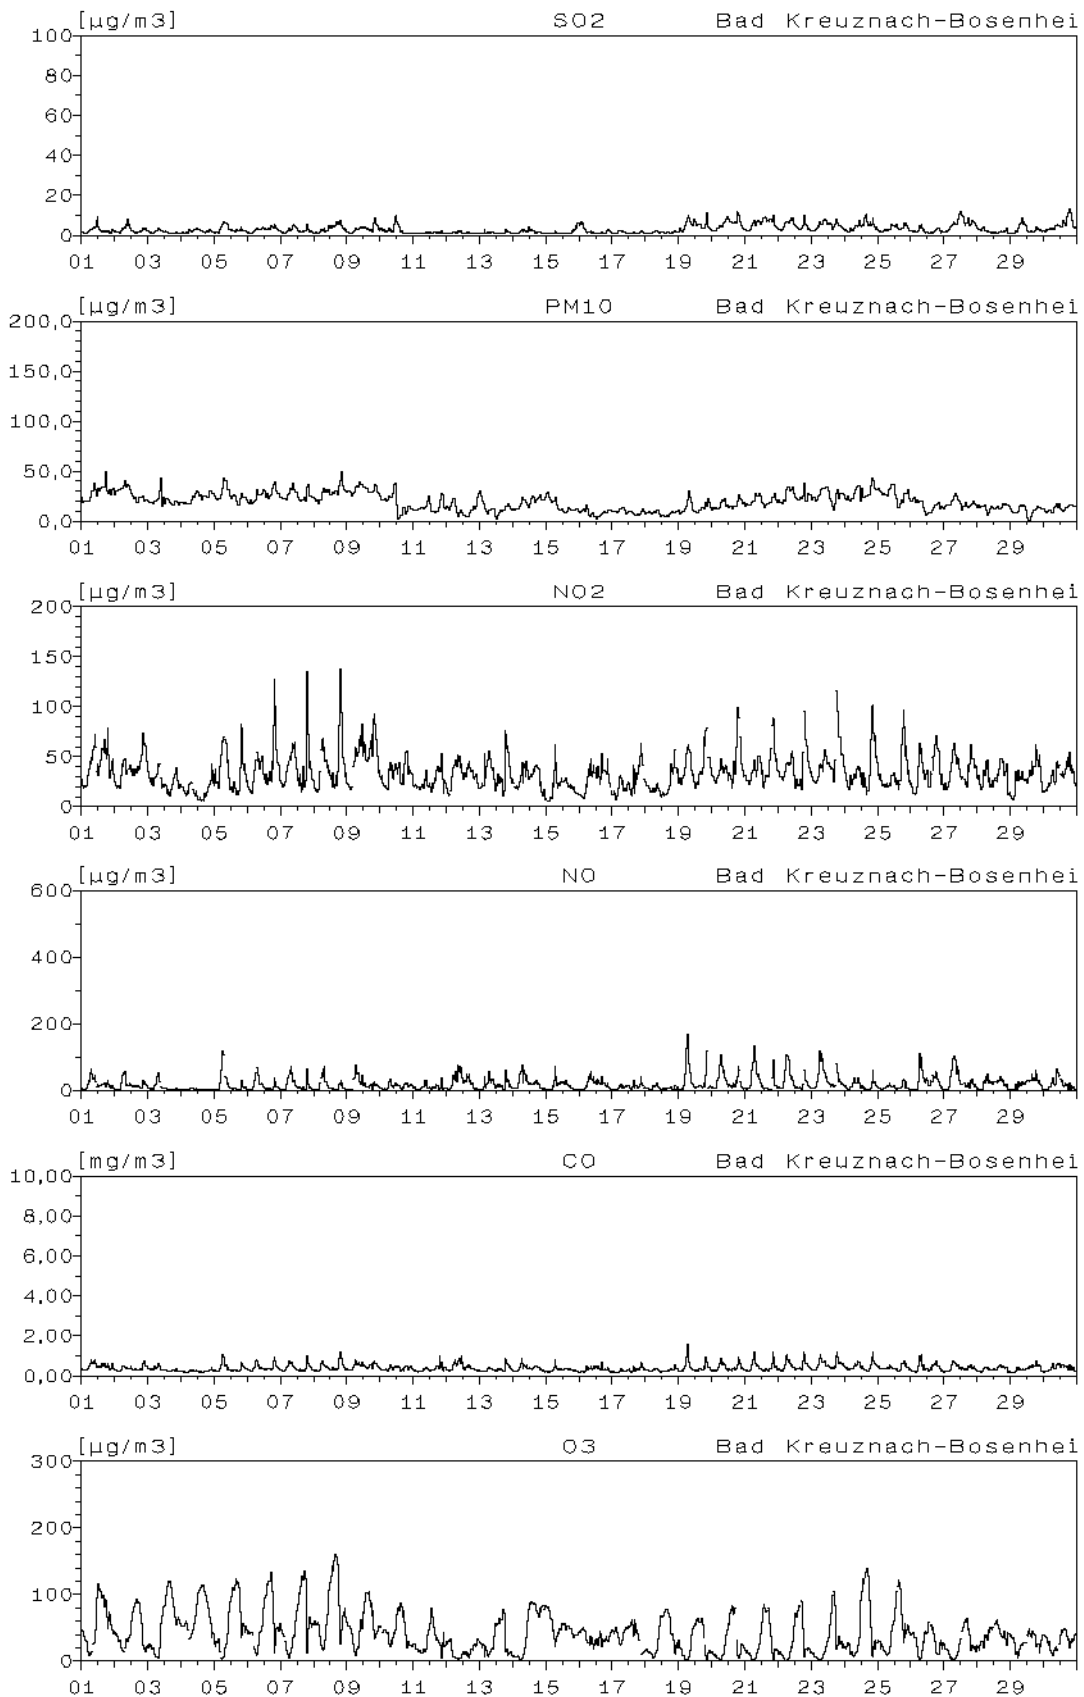 [µg/m3] SO2 Bad Kreuznach-Bosenhei
100
80
60
40
20
0
01 03 05 07 09 11 13 15 17 19 21 23 25 27 29
[µg/m3] PM10 Bad Kreuznach-Bosenhei
200,0
150,0
100,0
50,0
0,0
01 03 05 07 09 11 13 15 17 19 21 23 25 27 29
[µg/m3] NO2 Bad Kreuznach-Bosenhei
200
150
100
50
0
01 03 05 07 09 11 13 15 17 19 21 23 25 27 29
[µg/m3] NO Bad Kreuznach-Bosenhei
600
400
200
0
01 03 05 07 09 11 13 15 17 19 21 23 25 27 29
[mg/m3] CO Bad Kreuznach-Bosenhei
10,00
8,00
6,00
4,00
2,00
0,00
01 03 05 07 09 11 13 15 17 19 21 23 25 27 29
[µg/m3] O3 Bad Kreuznach-Bosenhei
300
200
100
0
01 03 05 07 09 11 13 15 17 19 21 23 25 27 29